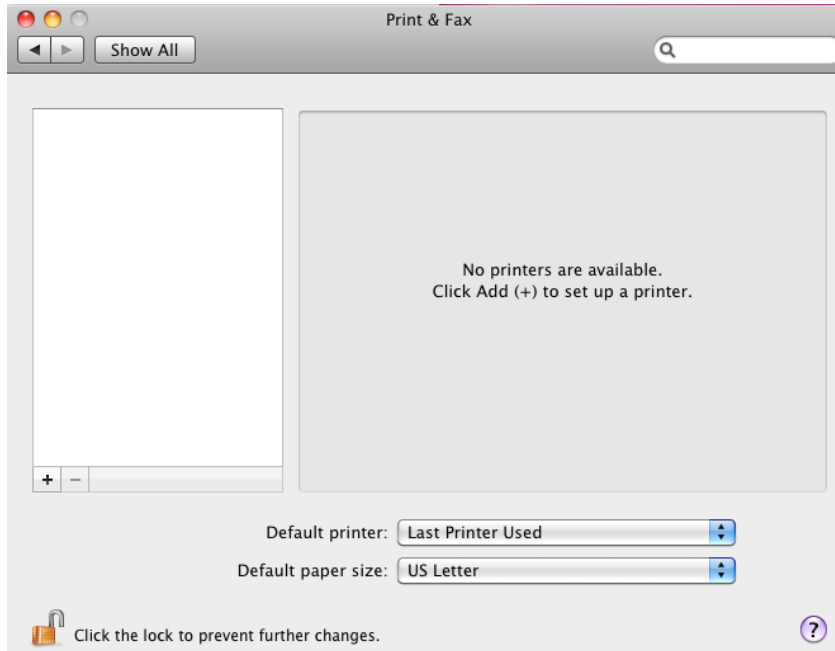 Print & Fax
Show All
No printers are available.
Click Add (+) to set up a printer.
+ −
Default printer: Last Printer Used
Default paper size: US Letter
Click the lock to prevent further changes.
?